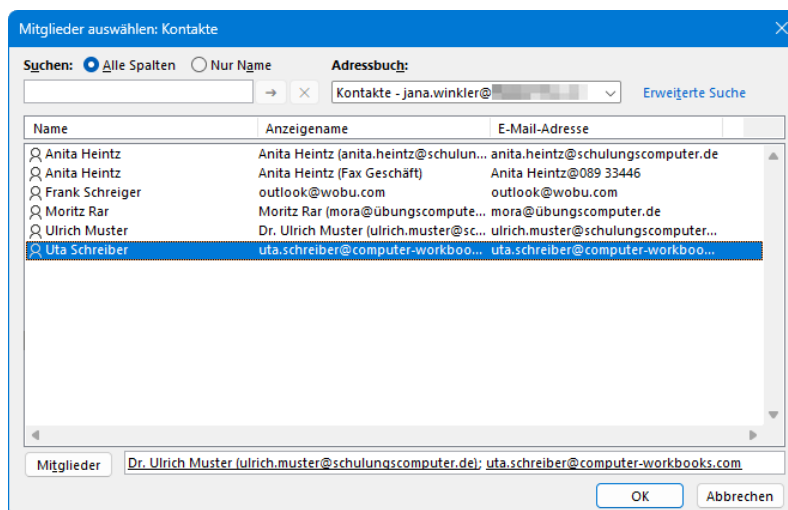 Mitglieder auswählen: Kontakte
Suchen: Alle Spalten Nur Name Adressbuch:
Kontakte - jana.winkler@ Erweiterte Suche
Name Anzeigename E-Mail-Adresse
Anita Heintz Anita Heintz (anita.heintz@schulun... anita.heintz@schulungscomputer.de
Anita Heintz Anita Heintz (Fax Geschäft) Anita Heintz@089 33446
Frank Schreiger outlook@wobu.com outlook@wobu.com
Moritz Rar Moritz Rar (mora@übungscompute... mora@übungscomputer.de
Ulrich Muster Dr. Ulrich Muster (ulrich.muster@sc... ulrich.muster@schulungscomputer...
Uta Schreiber uta.schreiber@computer-workboo... uta.schreiber@computer-workboo...
Mitglieder Dr. Ulrich Muster (ulrich.muster@schulungscomputer.de); uta.schreiber@computer-workbooks.com
OK Abbrechen